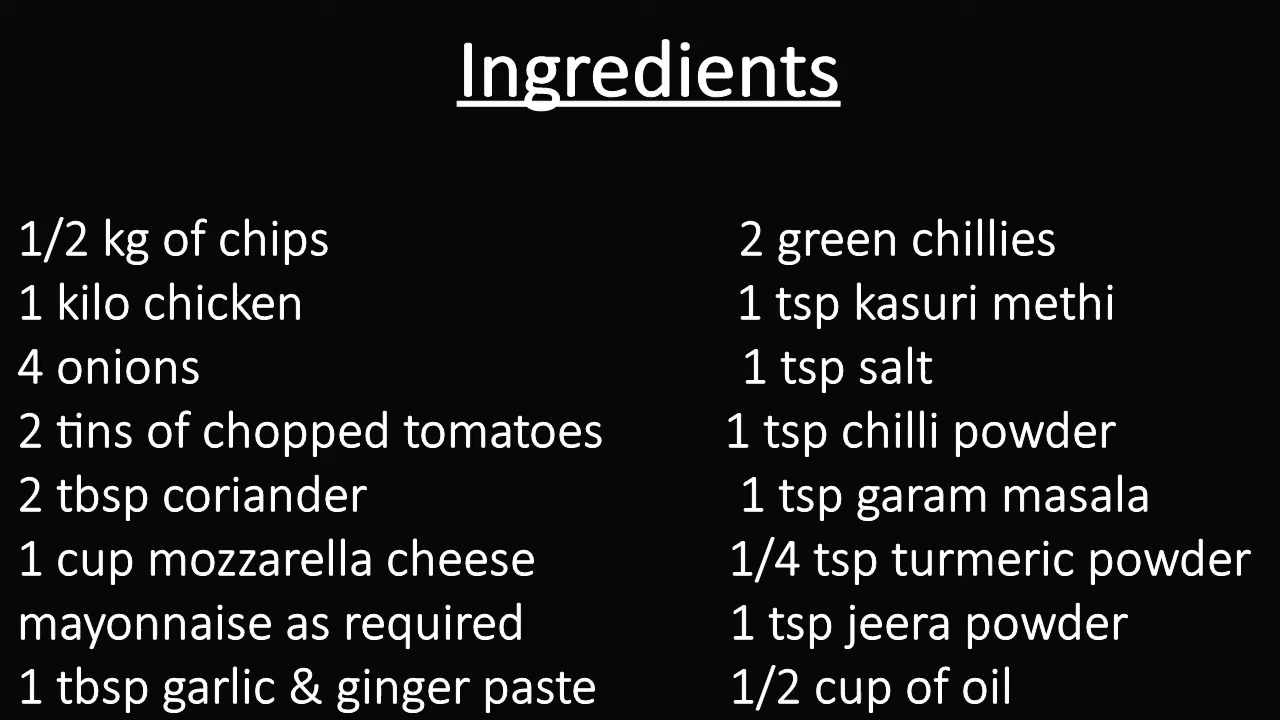 Ingredients
1/2 kg of chips
1 kilo chicken
4 onions
2 tins of chopped tomatoes
2 tbsp coriander
1 cup mozzarella cheese
mayonnaise as required
1 tbsp garlic & ginger paste
2 green chillies
1 tsp kasuri methi
1 tsp salt
1 tsp chilli powder
1 tsp garam masala
1/4 tsp turmeric powder
1 tsp jeera powder
1/2 cup of oil